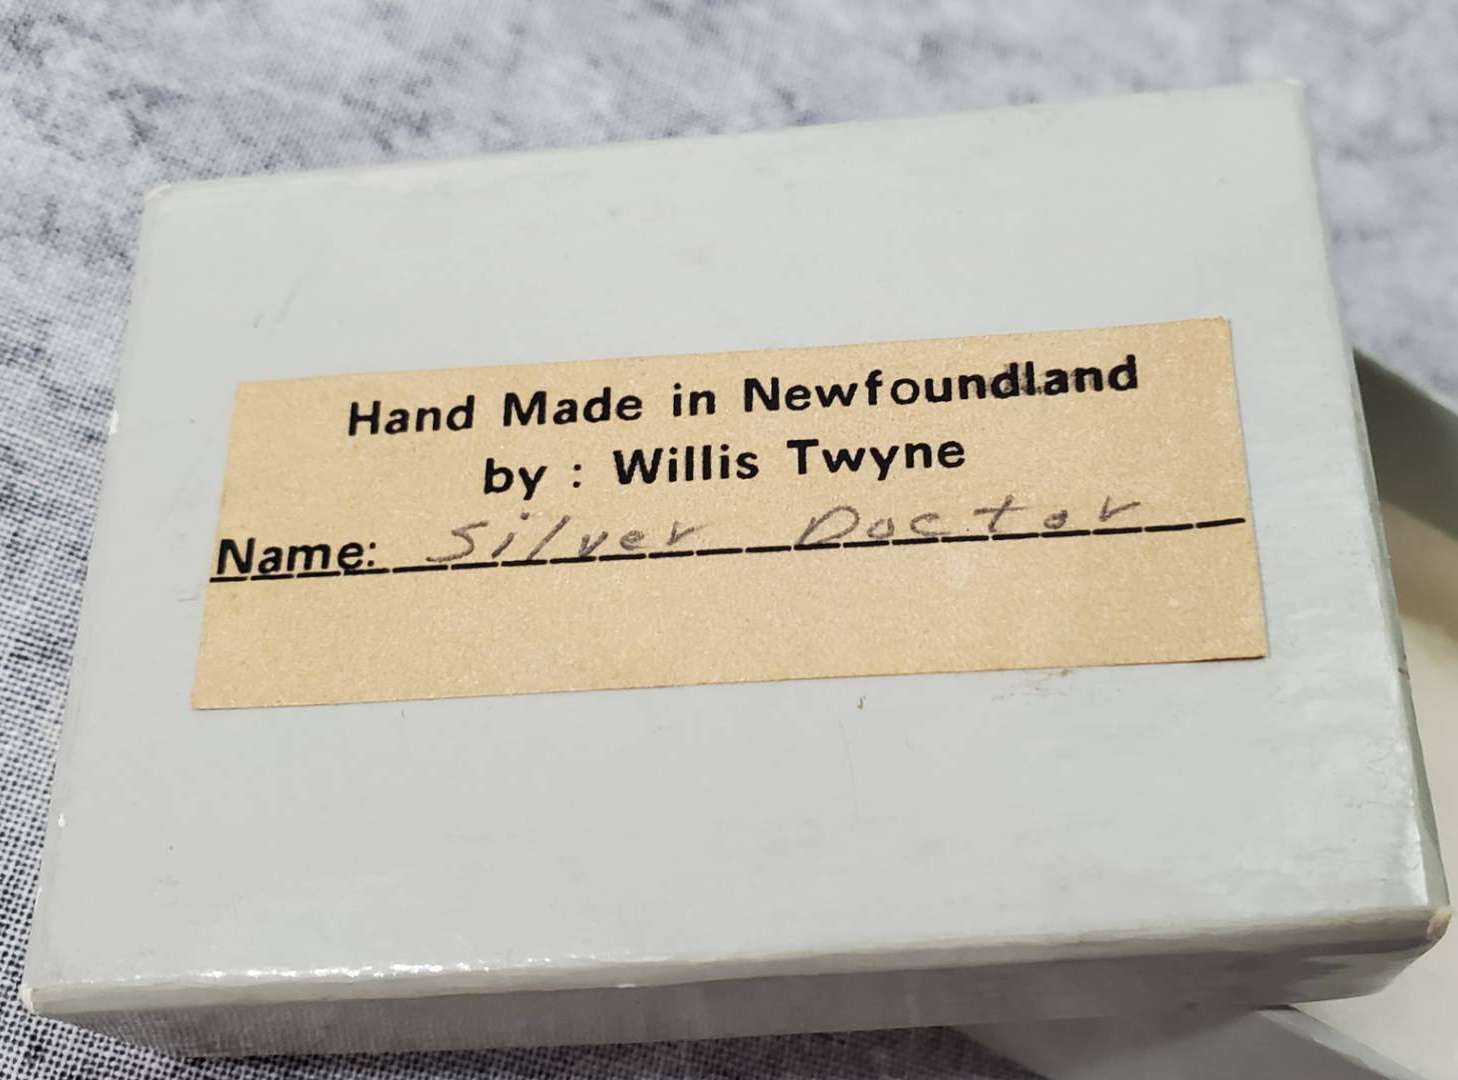 Hand Made in Newfoundland
by : Willis Twyne
Name: Silver Doctor